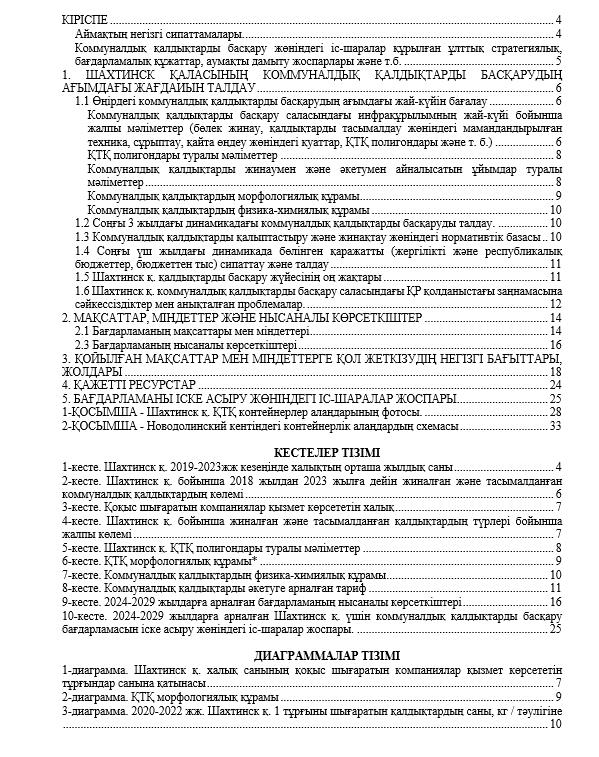 КІРІСПЕ ........ 4
Аймақтың негізгі сипаттамалары ........ 4
Коммуналдық қалдықтарды басқару жөніндегі іс-шаралар құрылған ұлттық стратегиялық,
бағдарламалық құжаттар, аумақты дамыту жоспарлары және т.б. ........ 5
1. ШАХТИНСК ҚАЛАСЫНЫҢ КОММУНАЛДЫҚ ҚАЛДЫҚТАРДЫ БАСҚАРУДЫҢ
АҒЫМДАҒЫ ЖАҒДАЙЫН ТАЛДАУ ........ 6
1.1 Өңірдегі коммуналдық қалдықтарды басқарудың ағымдағы жай-күйін бағалау ........ 6
Коммуналдық қалдықтарды басқару саласындағы инфрақұрылымның жай-күйі бойынша
жалпы мәліметтер (бөлек жинау, қалдықтарды тасымалдау жөніндегі мамандандырылған
техника, сұрыптау, қайта өңдеу жөніндегі қуаттар, ҚТҚ полигондары және т. б.) ........ 6
ҚТҚ полигондары туралы мәліметтер ........ 8
Коммуналдық қалдықтарды жинаумен және әкетумен айналысатын ұйымдар туралы
мәліметтер ........ 8
Коммуналдық қалдықтардың морфологиялық құрамы ........ 9
Коммуналдық қалдықтардың физика-химиялық құрамы ........ 10
1.2 Соңғы 3 жылдағы динамикадағы коммуналдық қалдықтарды басқаруды талдау. ........ 10
1.3 Коммуналдық қалдықтарды қалыптастыру және жинақтау жөніндегі нормативтік базасы .. 10
1.4 Соңғы үш жылдағы динамикада бөлінген қаражатты (жергілікті және республикалық
бюджеттер, бюджеттен тыс) сипаттау және талдау ........ 11
1.5 Шахтинск қ. қалдықтарды басқару жүйесінің оң жақтары ........ 11
1.6 Шахтинск қ. коммуналдық қалдықтарды басқару саласындағы ҚР қолданыстағы заңнамасына
сәйкессіздіктер мен анықталған проблемалар. ........ 12
2. МАҚСАТТАР, МІНДЕТТЕР ЖӘНЕ НЫСАНАЛЫ КӨРСЕТКІШТЕР ........ 14
2.1 Бағдарламаның мақсаттары мен міндеттері ........ 14
2.3 Бағдарламаның нысаналы көрсеткіштері ........ 16
3. ҚОЙЫЛҒАН МАҚСАТТАР МЕН МІНДЕТТЕРГЕ ҚОЛ ЖЕТКІЗУДІҢ НЕГІЗГІ БАҒЫТТАРЫ,
ЖОЛДАРЫ ........ 18
4. ҚАЖЕТТІ РЕСУРСТАР ........ 24
5. БАҒДАРЛАМАНЫ ІСКЕ АСЫРУ ЖӨНІНДЕГІ ІС-ШАРАЛАР ЖОСПАРЫ ........ 25
1-ҚОСЫМША - Шахтинск қ. ҚТҚ контейнерлер алаңдарының фотосы. ........ 28
2-ҚОСЫМША - Новодолинский кентіндегі контейнерлік алаңдардың схемасы ........ 33
КЕСТЕЛЕР ТІЗІМІ
1-кесте. Шахтинск қ. 2019-2023жж кезеңінде халықтың орташа жылдық саны ........ 4
2-кесте. Шахтинск қ. бойынша 2018 жылдан 2023 жылға дейін жиналған және тасымалданған
коммуналдық қалдықтардың көлемі ........ 6
3-кесте. Қоқыс шығаратын компаниялар қызмет көрсететін халық ........ 7
4-кесте. Шахтинск қ. бойынша жиналған және тасымалданған қалдықтардың түрлері бойынша
жалпы көлемі ........ 7
5-кесте. Шахтинск қ. ҚТҚ полигондары туралы мәліметтер ........ 8
6-кесте. ҚТҚ морфологиялық құрамы* ........ 9
7-кесте. Коммуналдық қалдықтардың физика-химиялық құрамы ........ 10
8-кесте. Коммуналдық қалдықтарды әкетуге арналған тариф ........ 11
9-кесте. 2024-2029 жылдарға арналған бағдарламаның нысаналы көрсеткіштері ........ 16
10-кесте. 2024-2029 жылдарға арналған Шахтинск қ. үшін коммуналдық қалдықтарды басқару
бағдарламасын іске асыру жөніндегі іс-шаралар жоспары. ........ 25
ДИАГРАММАЛАР ТІЗІМІ
1-диаграмма. Шахтинск қ. халық санының қоқыс шығаратын компаниялар қызмет көрсететін
тұрғындар санына қатынасы ........ 7
2-диаграмма. ҚТҚ морфологиялық құрамы ........ 9
3-диаграмма. 2020-2022 жж. Шахтинск қ. 1 тұрғыны шығаратын қалдықтардың саны, кг / тәулігіне
........ 10